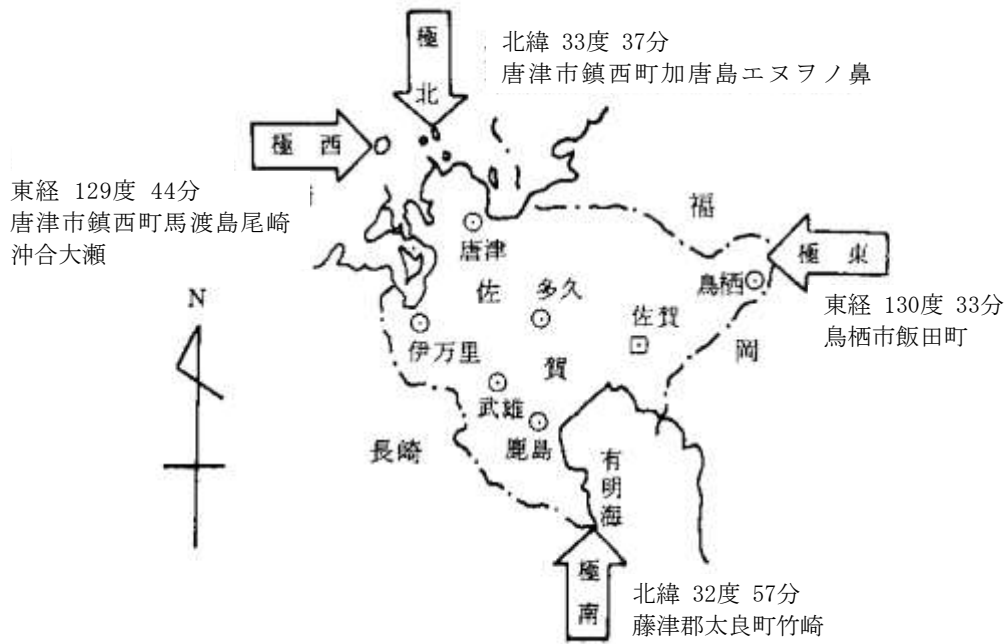 極北
北緯 33度 37分
唐津市鎮西町加唐島エヌヲノ鼻
極西
東経 129度 44分
唐津市鎮西町馬渡島尾崎
沖合大瀬
福
極東
唐津
鳥栖
佐
多久
佐賀
東経 130度 33分
鳥栖市飯田町
N
伊万里
賀
岡
武雄
長崎
鹿島
有明海
極南
北緯 32度 57分
藤津郡太良町竹崎